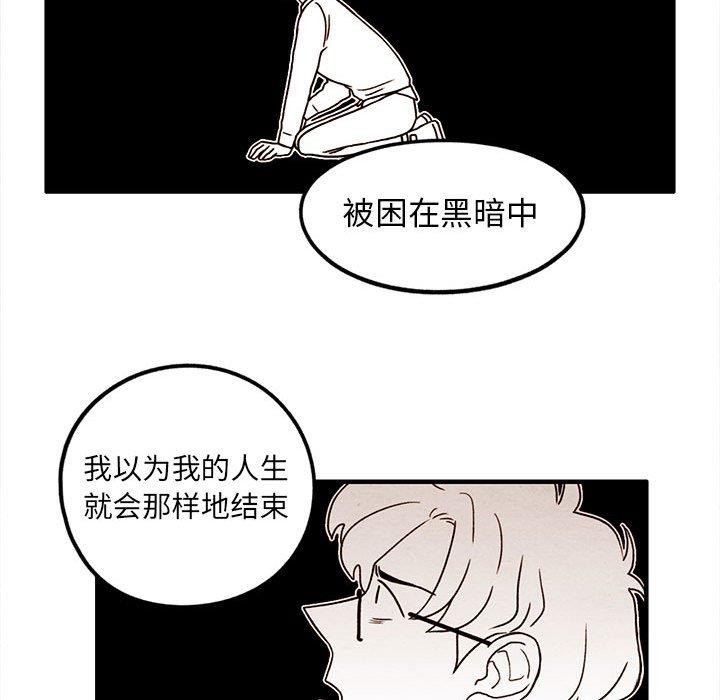 被困在黑暗中
我以为我的人生
就会那样地结束